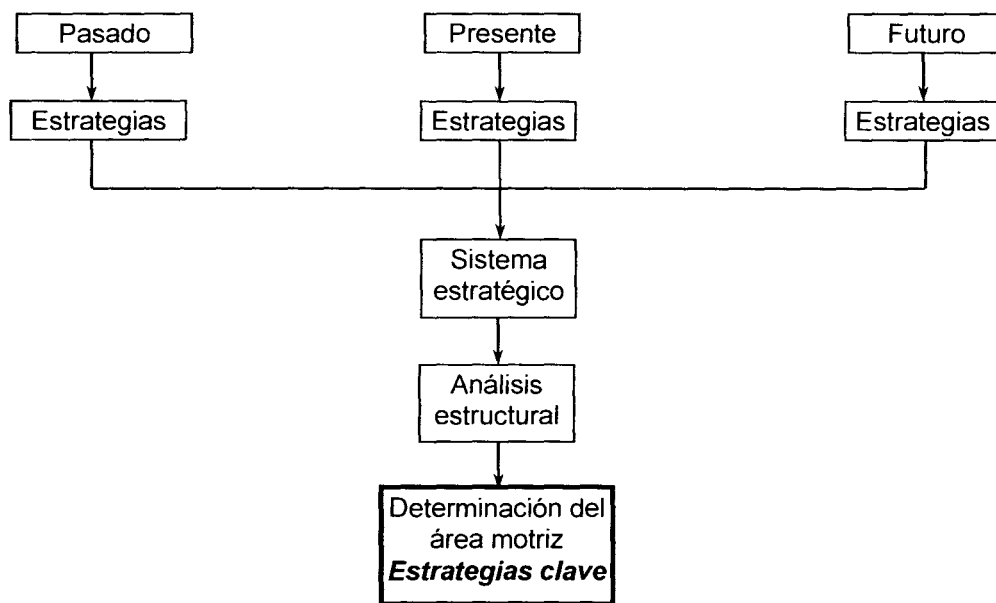 Pasado
Presente
Futuro
Estrategias
Estrategias
Estrategias
Sistema
estratégico
Análisis
estructural
Determinación del
área motriz
Estrategias clave